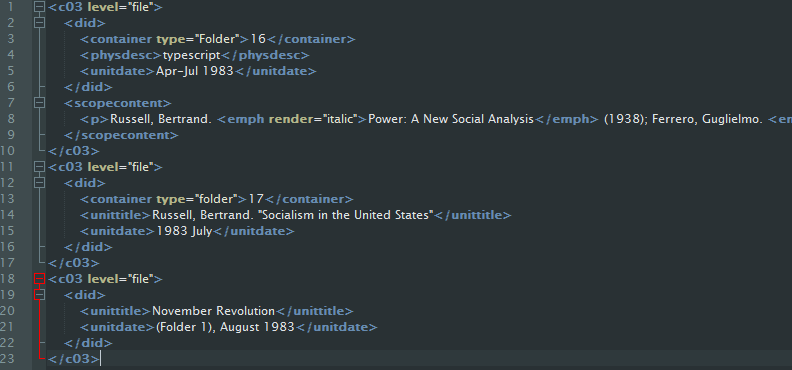 1 <c03 level="file">
2 <did>
3 <container type="Folder">16</container>
4 <physdesc>typescript</physdesc>
5 <unitdate>Apr-Jul 1983</unitdate>
6 </did>
7 <scopecontent>
8 <p>Russell, Bertrand. <emph render="italic">Power: A New Social Analysis</emph> (1938); Ferrero, Guglielmo. <en
9 </scopecontent>
10 </c03>
11 <c03 level="file">
12 <did>
13 <container type="folder">17</container>
14 <unittitle>Russell, Bertrand. "Socialism in the United States"</unittitle>
15 <unitdate>1983 July</unitdate>
16 </did>
17 </c03>
18 <c03 level="file">
19 <did>
20 <unittitle>November Revolution</unittitle>
21 <unitdate>(Folder 1), August 1983</unitdate>
22 </did>
23 </c03>